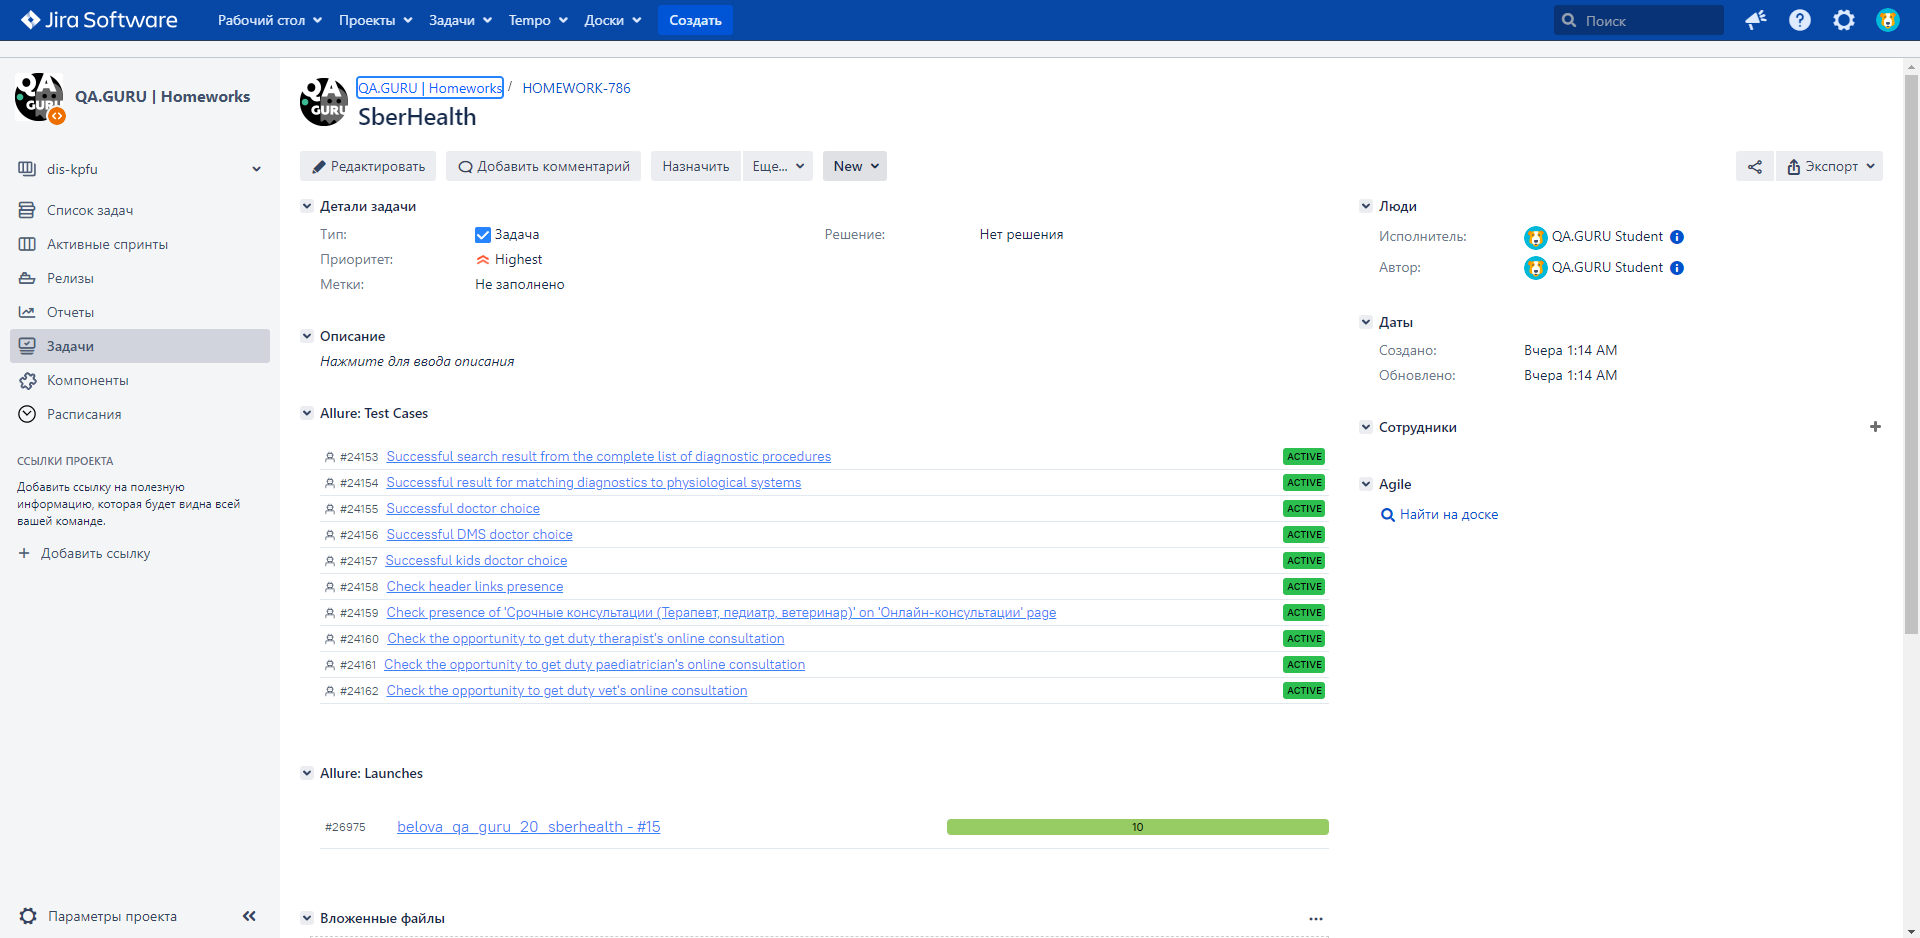 Jira Software
Рабочий стол Проекты Задачи Tempo Доски Создать Поиск
QA GURU
QA.GURU | Homeworks
dis-kpfu
Список задач
Активные спринты
Релизы
Отчеты
Задачи
Компоненты
Расписания
ССЫЛКИ ПРОЕКТА
Добавить ссылку на полезную
информацию, которая будет видна всей
вашей команде.
Добавить ссылку
Параметры проекта
QA GURU
QA.GURU | Homeworks / HOMEWORK-786
SberHealth
Редактировать Добавить комментарий Назначить Еще... New Экспорт
Детали задачи
Тип: Задача Решение: Нет решения
Приоритет: Highest
Метки: Не заполнено
Описание
Нажмите для ввода описания
Allure: Test Cases
#24153 Successful search result from the complete list of diagnostic procedures ACTIVE
#24154 Successful result for matching diagnostics to physiological systems ACTIVE
#24155 Successful doctor choice ACTIVE
#24156 Successful DMS doctor choice ACTIVE
#24157 Successful kids doctor choice ACTIVE
#24158 Check header links presence ACTIVE
#24159 Check presence of 'Срочные консультации (Терапевт, педиатр, ветеринар)' on 'Онлайн-консультации' page ACTIVE
#24160 Check the opportunity to get duty therapist's online consultation ACTIVE
#24161 Check the opportunity to get duty paediatrician's online consultation ACTIVE
#24162 Check the opportunity to get duty vet's online consultation ACTIVE
Allure: Launches
#26975 belova_qa_guru_20_sberhealth - #15 10
Вложенные файлы
Люди
Исполнитель: QA.GURU Student
Автор: QA.GURU Student
Даты
Создано: Вчера 1:14 AM
Обновлено: Вчера 1:14 AM
Сотрудники
Agile
Найти на доске